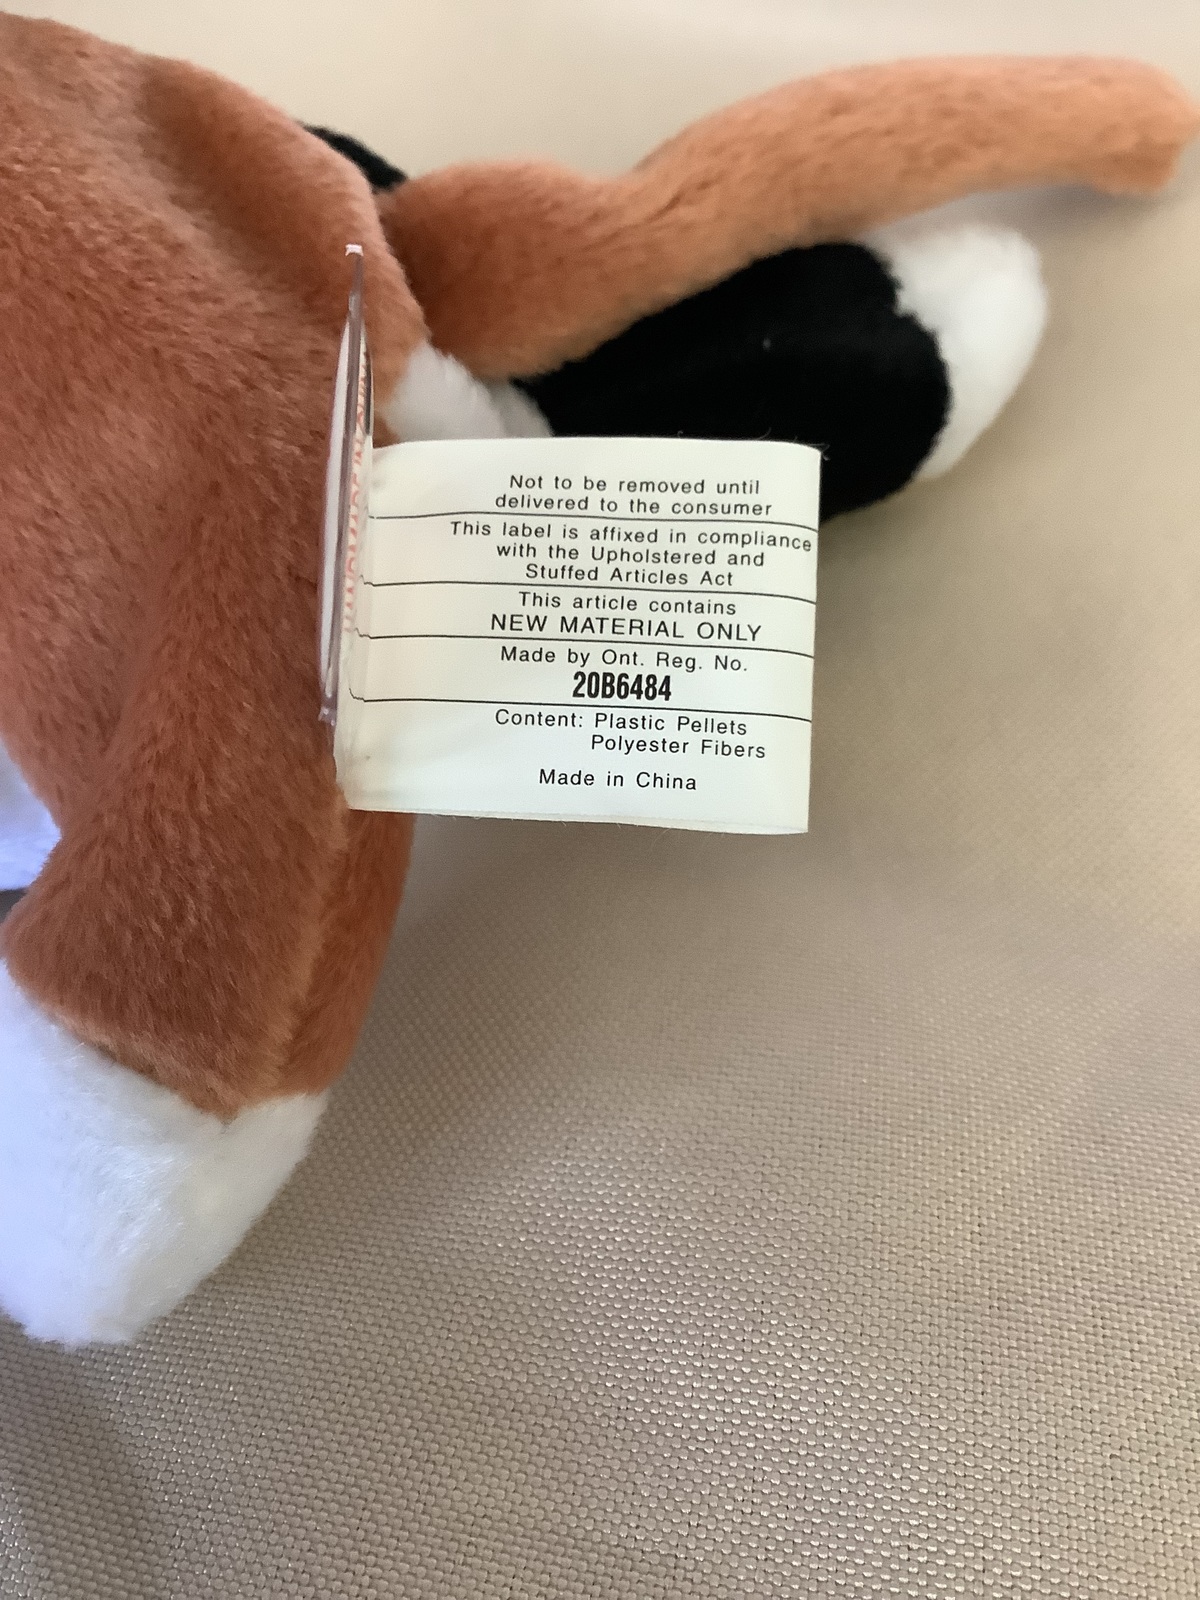 Not to be removed until
delivered to the consumer
This label is affixed in compliance
with the Upholstered and
Stuffed Articles Act
This article contains
NEW MATERIAL ONLY
Made by Ont. Reg. No.
20B6484
Content: Plastic Pellets
Polyester Fibers
Made in China